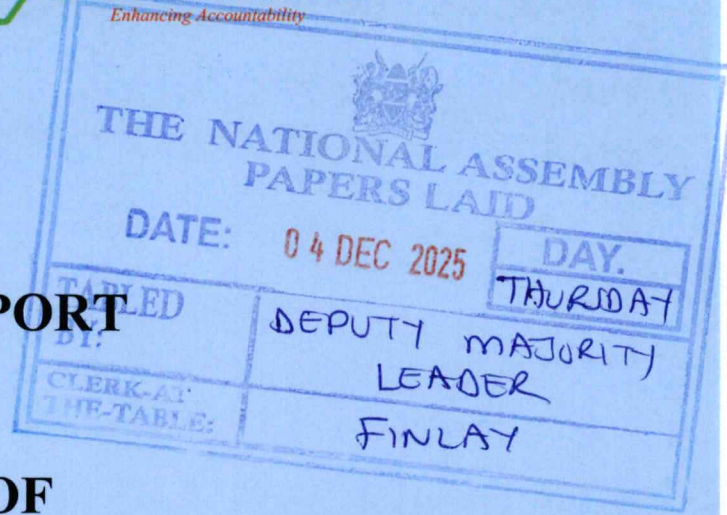 Enhancing Accountability
THE NATIONAL ASSEMBLY
PAPERS LAID
DATE: 04 DEC 2025
DAY.
THURSDAY
PORT
TABLED
BY:
DEPUTY MAJORITY
LEADER
CLERK-AT
THE-TABLE:
FINLAY
OF